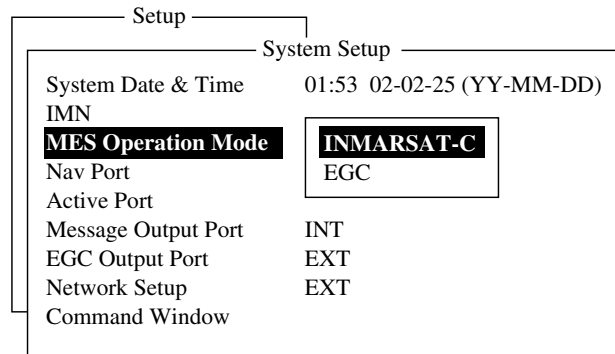 Setup
System Setup
System Date & Time 01:53 02-02-25 (YY-MM-DD)
IMN
MES Operation Mode INMARSAT-C
Nav Port EGC
Active Port
Message Output Port INT
EGC Output Port EXT
Network Setup EXT
Command Window